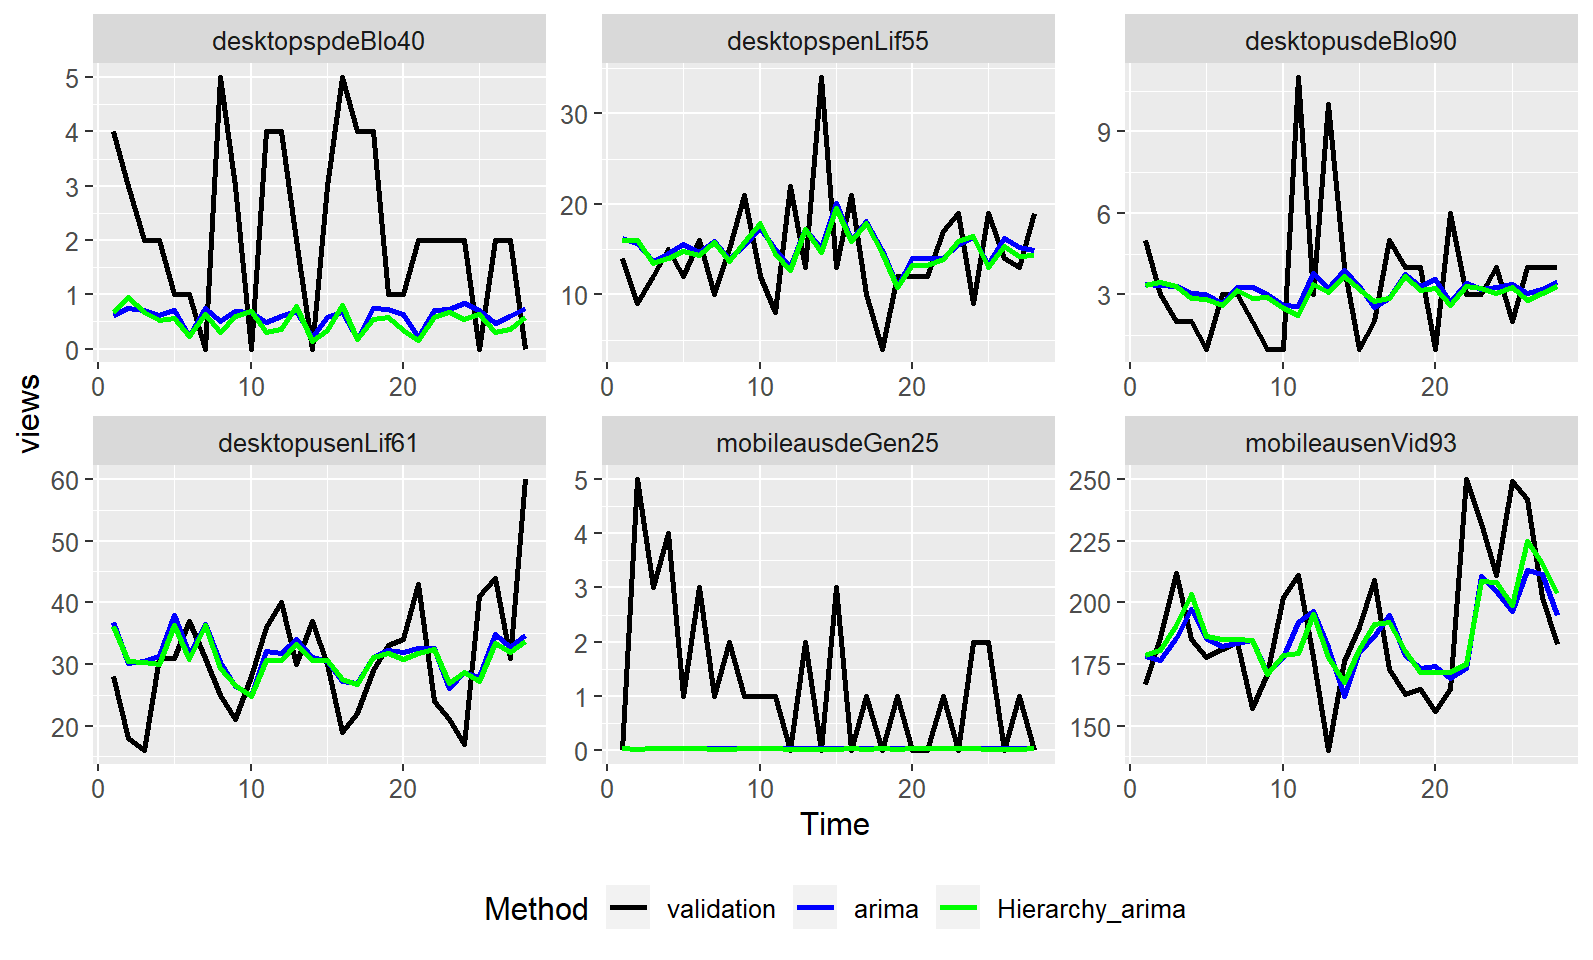 desktopspdeBlo40 desktopspenLif55 desktopusdeBlo90
5
4
3
2
1
0
0 10 20
30
20
10
0 10 20
9
6
3
0 10 20
views
desktopusenLif61 mobileausdeGen25 mobileausenVid93
60
50
40
30
20
0 10 20
5
4
3
2
1
0
0 10 20
250
225
200
175
150
0 10 20
Time
Method validation arima Hierarchy_arima